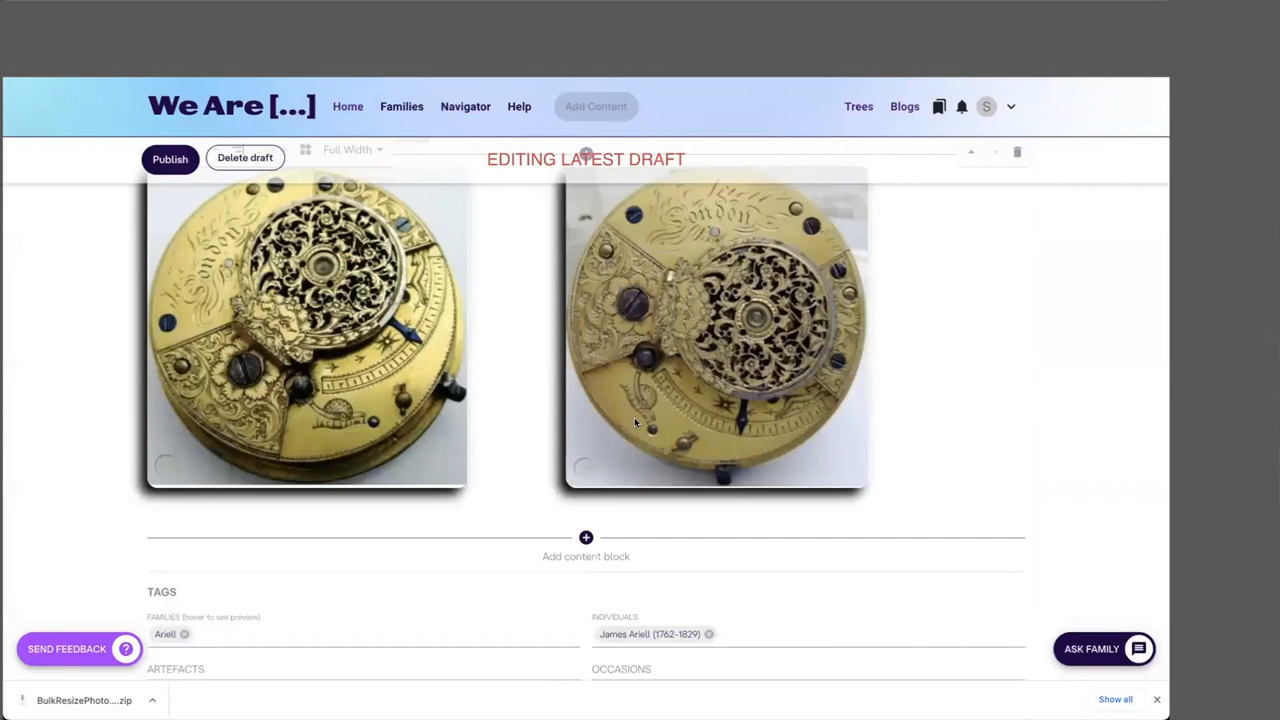 We Are [...] Home Families Navigator Help Add Content Trees Blogs S
Publish Delete draft Full Width EDITING LATEST DRAFT
London
London
Add content block
TAGS
FAMILIES (hover to see preview) INDIVIDUALS
Ariell James Ariell (1762-1829)
SEND FEEDBACK ? ASK FAMILY
ARTEFACTS OCCASIONS
BulkResizePhoto....zip Show all